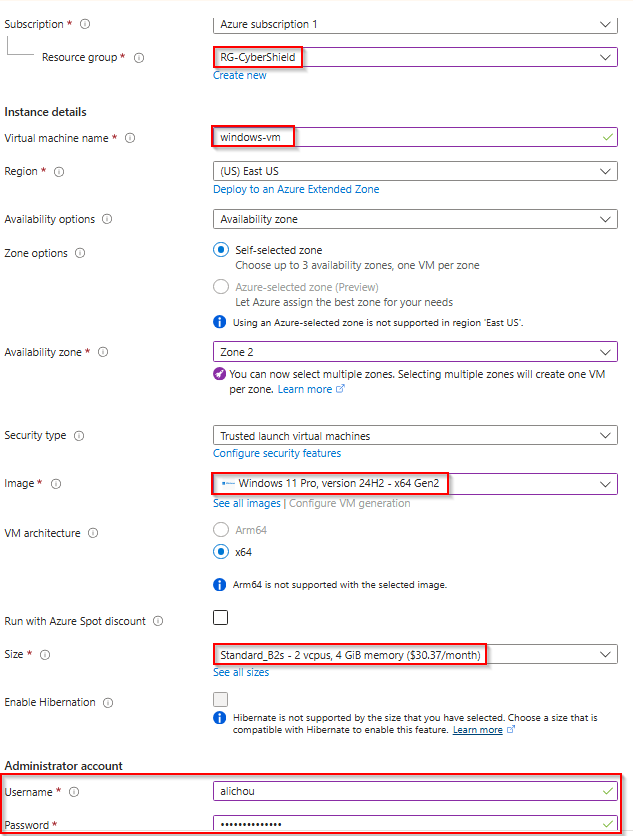 Subscription * Azure subscription 1
Resource group * RG-CyberShield
Create new
Instance details
Virtual machine name * windows-vm
Region * (US) East US
Deploy to an Azure Extended Zone
Availability options Availability zone
Zone options Self-selected zone
Choose up to 3 availability zones, one VM per zone
Azure-selected zone (Preview)
Let Azure assign the best zone for your needs
Using an Azure-selected zone is not supported in region 'East US'.
Availability zone * Zone 2
You can now select multiple zones. Selecting multiple zones will create one VM
per zone. Learn more
Security type Trusted launch virtual machines
Configure security features
Image * Windows 11 Pro, version 24H2 - x64 Gen2
See all images | Configure VM generation
VM architecture Arm64
x64
Arm64 is not supported with the selected image.
Run with Azure Spot discount
Size * Standard_B2s - 2 vcpus, 4 GiB memory ($30.37/month)
See all sizes
Enable Hibernation
Hibernate is not supported by the size that you have selected. Choose a size that is
compatible with Hibernate to enable this feature. Learn more
Administrator account
Username * alichou
Password * ••••••••••••••